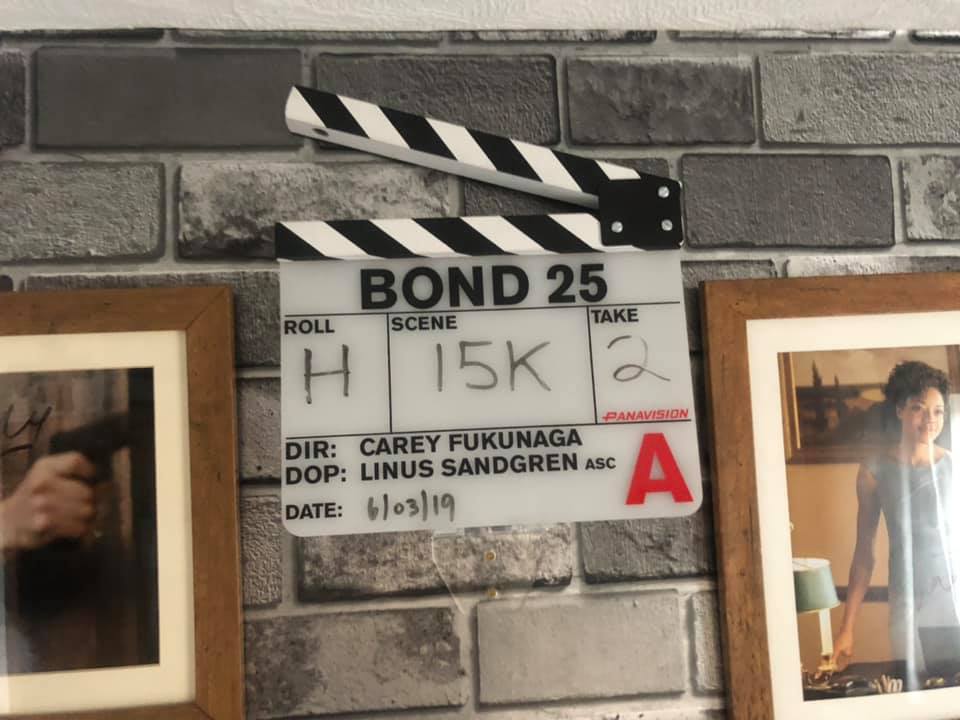 BOND 25
ROLL SCENE TAKE
H 15K 2
PANAVISION
DIR: CAREY FUKUNAGA
DOP: LINUS SANDGREN ASC
A
DATE: 6/03/19